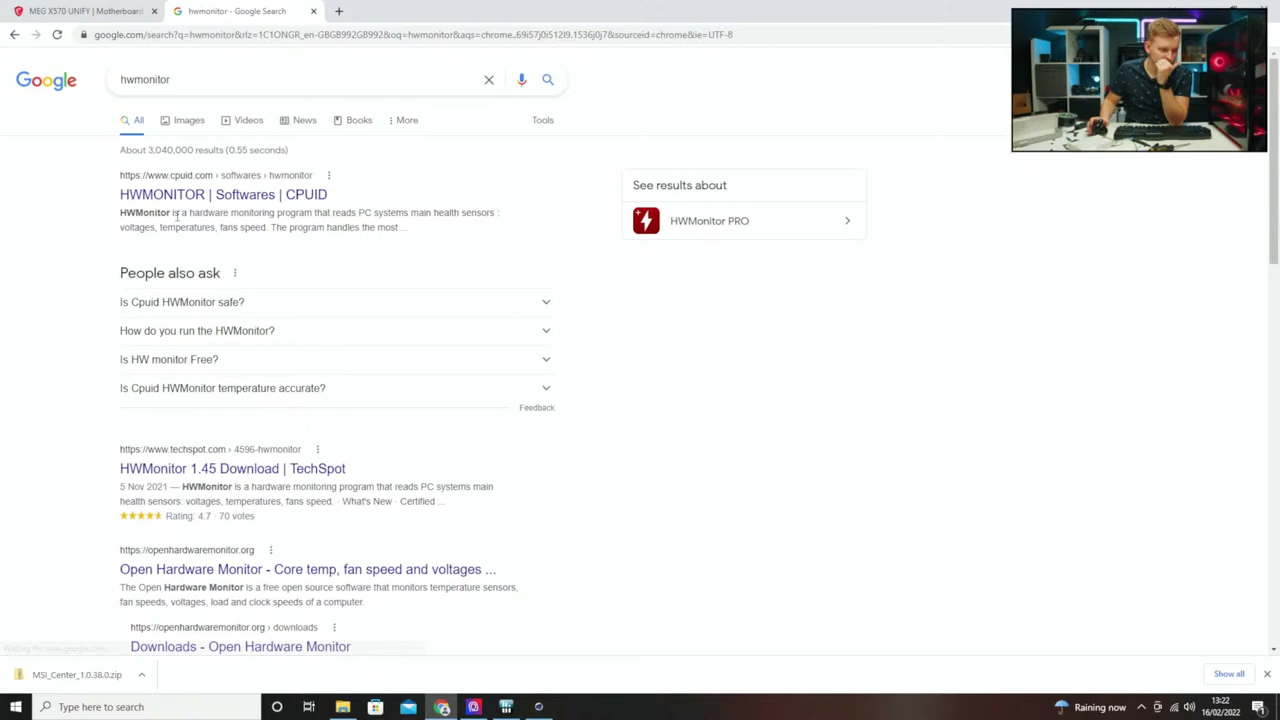 MEG X570 UNIFY | Motherboard
hwmonitor - Google Search
google.com/search?q=hwmonitor&rlz=1C1ONGR_en-GBGB992GB992&oq=hwmonitor&aqs=chrome..69i57j0i512l9.1536j0j7&sourceid=chrome&ie=UTF-8
Google
hwmonitor
All
Images
Videos
News
Books
More
Tools
About 3,040,000 results (0.55 seconds)
https://www.cpuid.com › softwares › hwmonitor
HWMONITOR | Softwares | CPUID
HWMonitor is a hardware monitoring program that reads PC systems main health sensors :
voltages, temperatures, fans speed. The program handles the most ...
See results about
HWMonitor PRO
People also ask
Is Cpuid HWMonitor safe?
How do you run the HWMonitor?
Is HW monitor Free?
Is Cpuid HWMonitor temperature accurate?
Feedback
https://www.techspot.com › 4596-hwmonitor
HWMonitor 1.45 Download | TechSpot
5 Nov 2021 — HWMonitor is a hardware monitoring program that reads PC systems main
health sensors: voltages, temperatures, fans speed. · What's New · Certified ...
Rating: 4.7 · 70 votes
https://openhardwaremonitor.org
Open Hardware Monitor - Core temp, fan speed and voltages ...
The Open Hardware Monitor is a free open source software that monitors temperature sensors,
fan speeds, voltages, load and clock speeds of a computer.
https://openhardwaremonitor.org › downloads
Downloads - Open Hardware Monitor
MSI_Center_1.0.38.0.zip
Show all
Type here to search
Raining now
13:22
16/02/2022
1